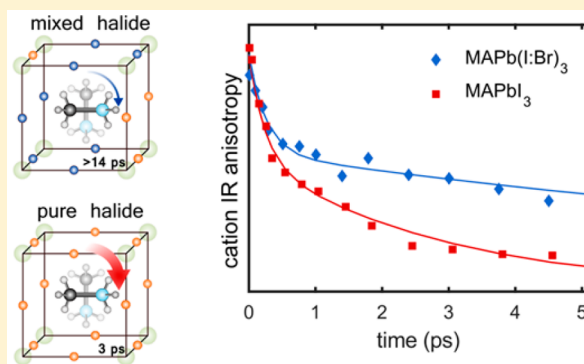 mixed halide
>14 ps
pure halide
3 ps
cation IR anisotropy
MAPb(I:Br)₃
MAPbI₃
0 1 2 3 4 5
time (ps)